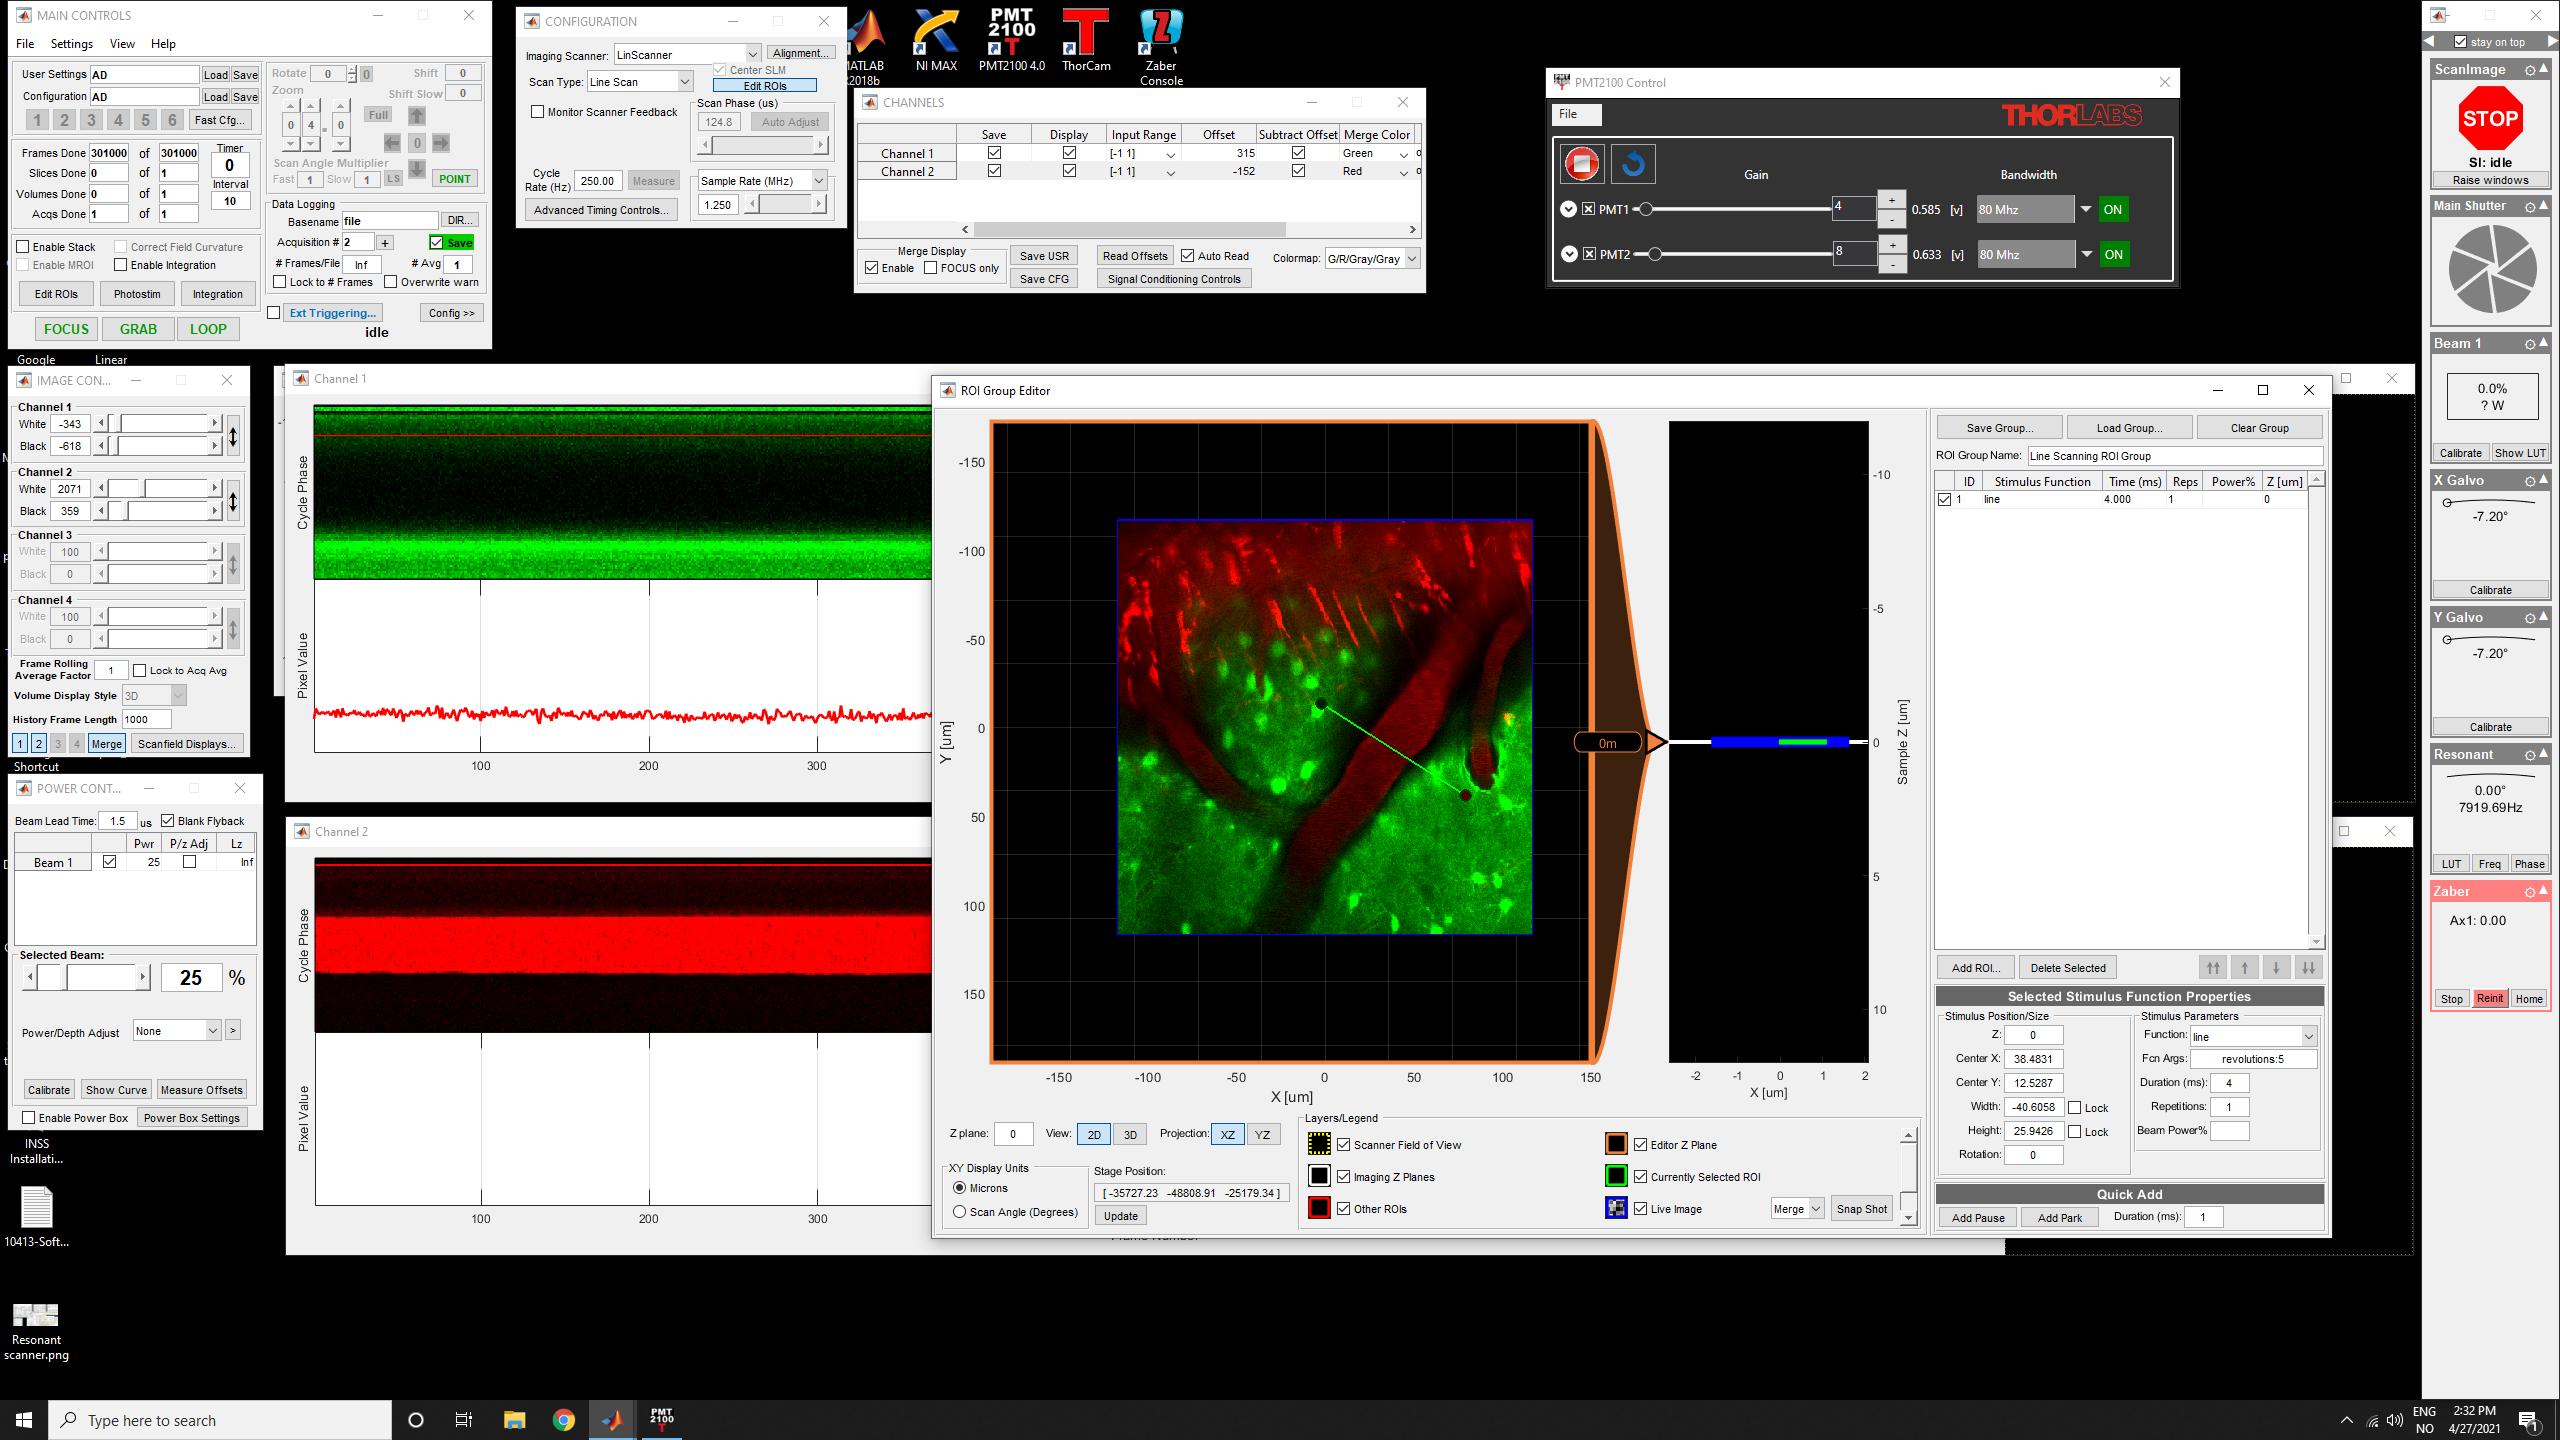 MAIN CONTROLS
File Settings View Help
User Settings AD Load Save
Configuration AD Load Save
1 2 3 4 5 6 Fast Cfg...
Frames Done 301000 of 301000
Slices Done 0 of 1
Volumes Done 0 of 1
Acqs Done 1 of 1
Timer
0
Interval
10
Enable Stack Correct Field Curvature
Enable MROI Enable Integration
Edit ROIs Photostim Integration
FOCUS GRAB LOOP
Rotate 0 0 Shift 0
Zoom Shift Slow 0
0 4 . 0 Full 0
Scan Angle Multiplier
Fast 1 Slow 1 LS POINT
Data Logging
Basename file DIR...
Acquisition # 2 + Save
# Frames/File Inf # Avg 1
Lock to # Frames Overwrite warn
Ext Triggering... Config >>
idle
CONFIGURATION
Imaging Scanner: LinScanner Alignment...
Center SLM
Scan Type: Line Scan Edit ROIs
Monitor Scanner Feedback
Scan Phase (us)
124.8 Auto Adjust
Cycle
Rate (Hz) 250.00 Measure
Sample Rate (MHz)
Advanced Timing Controls... 1.250
MATLAB
R2018b
NI MAX
PMT
2100
PMT2100 4.0
ThorCam
Zaber
Console
CHANNELS
Save Display Input Range Offset Subtract Offset Merge Color
Channel 1 [-1 1] 315 Green
Channel 2 [-1 1] -152 Red
Merge Display
Enable FOCUS only
Save USR Read Offsets Auto Read Colormap: G/R/Gray/Gray
Save CFG Signal Conditioning Controls
PMT2100 Control
File THORLABS
Gain Bandwidth
PMT1 4 + - 0.585 [v] 80 Mhz ON
PMT2 8 + - 0.633 [v] 80 Mhz ON
stay on top
ScanImage
STOP
SI: idle
Raise windows
Main Shutter
Beam 1
0.0%
? W
Calibrate Show LUT
X Galvo
-7.20°
Calibrate
Y Galvo
-7.20°
Calibrate
Resonant
0.00°
7919.69Hz
LUT Freq Phase
Zaber
Ax1: 0.00
Stop Reinit Home
Google Linear
IMAGE CON...
Channel 1
White -343
Black -618
Channel 2
White 2071
Black 359
Channel 3
White 100
Black 0
Channel 4
White 100
Black 0
Frame Rolling
Average Factor 1 Lock to Acq Avg
Volume Display Style 3D
History Frame Length 1000
1 2 3 4 Merge Scanfield Displays...
Shortcut
POWER CONT...
Beam Lead Time: 1.5 us Blank Flyback
Pwr P/z Adj Lz
Beam 1 25 Inf
Selected Beam:
25 %
Power/Depth Adjust None >
Calibrate Show Curve Measure Offsets
Enable Power Box Power Box Settings
INSS
Installati...
10413-Soft...
Resonant
scanner.png
Channel 1
Cycle Phase
Pixel Value
100 200 300
Channel 2
Cycle Phase
Pixel Value
100 200 300
ROI Group Editor
-150
-100
-50
0
50
100
150
Y [um]
-150 -100 -50 0 50 100 150
X [um]
0m
-10
-5
0
5
10
Sample Z [um]
-2 -1 0 1 2
X [um]
Z plane: 0 View: 2D 3D Projection: XZ YZ
XY Display Units
Microns
Scan Angle (Degrees)
Stage Position:
[ -35727.23 -48808.91 -25179.34 ]
Update
Layers/Legend
Scanner Field of View Editor Z Plane
Imaging Z Planes Currently Selected ROI
Other ROIs Live Image Merge Snap Shot
Save Group... Load Group... Clear Group
ROI Group Name: Line Scanning ROI Group
ID Stimulus Function Time (ms) Reps Power% Z [um]
1 line 4.000 1 0
Add ROI... Delete Selected
Selected Stimulus Function Properties
Stimulus Position/Size
Z: 0
Center X: 38.4831
Center Y: 12.5287
Width: -40.6058 Lock
Height: 25.9426 Lock
Rotation: 0
Stimulus Parameters
Function: line
Fcn Args: revolutions:5
Duration (ms): 4
Repetitions: 1
Beam Power%
Quick Add
Add Pause Add Park Duration (ms): 1
Type here to search
PMT
2100
ENG
NO
2:32 PM
4/27/2021
1